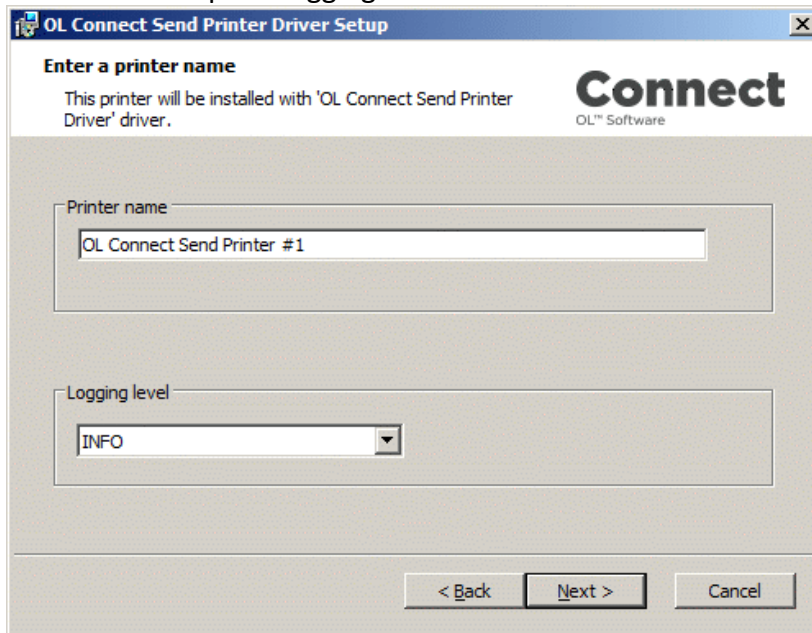 OL Connect Send Printer Driver Setup
Enter a printer name
This printer will be installed with 'OL Connect Send Printer
Driver' driver.
Connect
OL™ Software
Printer name
OL Connect Send Printer #1
Logging level
INFO
< Back
Next >
Cancel